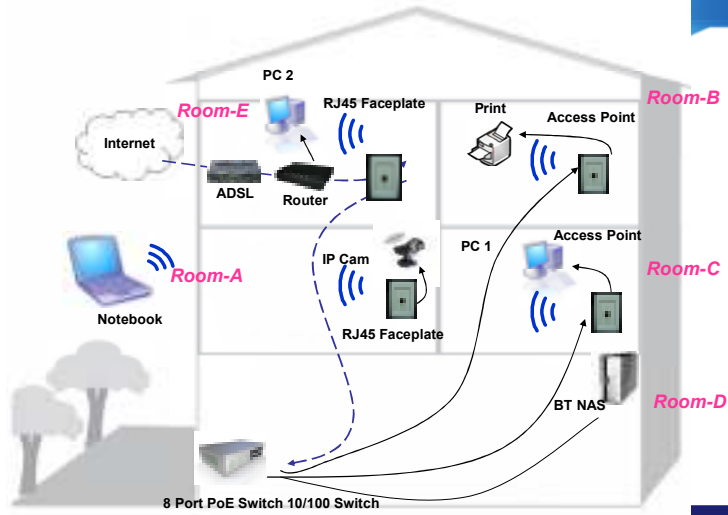 PC 2
Room-E
RJ45 Faceplate
Print
Room-B
Access Point
Internet
ADSL
Router
Room-A
Notebook
IP Cam
RJ45 Faceplate
PC 1
Access Point
Room-C
BT NAS
Room-D
8 Port PoE Switch 10/100 Switch